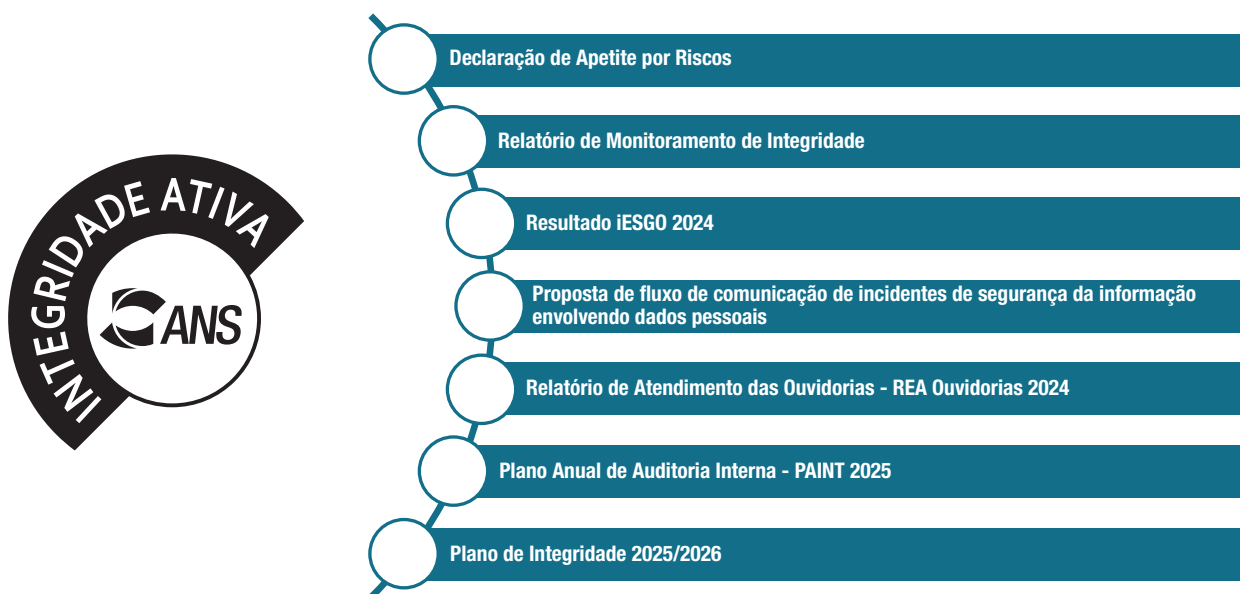 INTEGRIDADE ATIVA
ANS
Declaração de Apetite por Riscos
Relatório de Monitoramento de Integridade
Resultado iESGO 2024
Proposta de fluxo de comunicação de incidentes de segurança da informação
envolvendo dados pessoais
Relatório de Atendimento das Ouvidorias - REA Ouvidorias 2024
Plano Anual de Auditoria Interna - PAINT 2025
Plano de Integridade 2025/2026